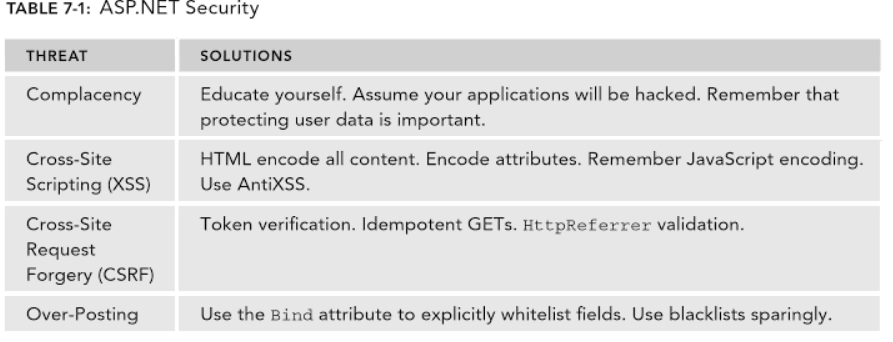 TABLE 7-1: ASP.NET Security
THREAT SOLUTIONS
Complacency Educate yourself. Assume your applications will be hacked. Remember that
protecting user data is important.
Cross-Site HTML encode all content. Encode attributes. Remember JavaScript encoding.
Scripting (XSS) Use AntiXSS.
Cross-Site Token verification. Idempotent GETs. HttpReferrer validation.
Request
Forgery (CSRF)
Over-Posting Use the Bind attribute to explicitly whitelist fields. Use blacklists sparingly.